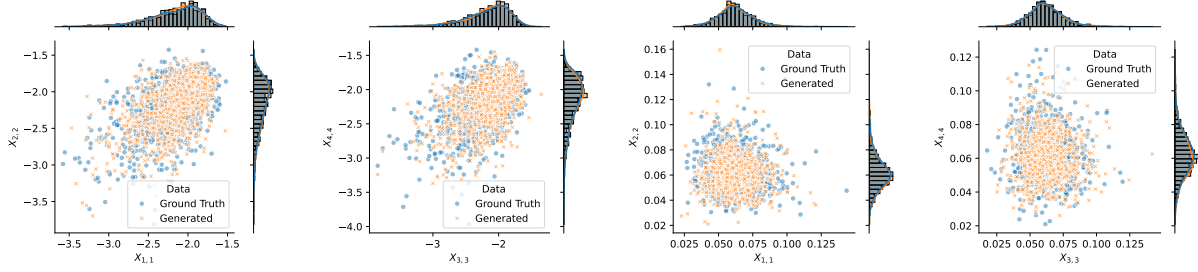 −1.5
−2.0
−2.5
−3.0
−3.5
X2, 2
Data
Ground Truth
Generated
−3.5 −3.0 −2.5 −2.0 −1.5
X1, 1
−1.5
−2.0
−2.5
−3.0
−3.5
−4.0
X4, 4
Data
Ground Truth
Generated
−3 −2
X3, 3
0.16
0.14
0.12
0.10
0.08
0.06
0.04
0.02
X2, 2
Data
Ground Truth
Generated
0.025 0.050 0.075 0.100 0.125
X1, 1
0.12
0.10
0.08
0.06
0.04
0.02
X4, 4
Data
Ground Truth
Generated
0.025 0.050 0.075 0.100 0.125
X3, 3